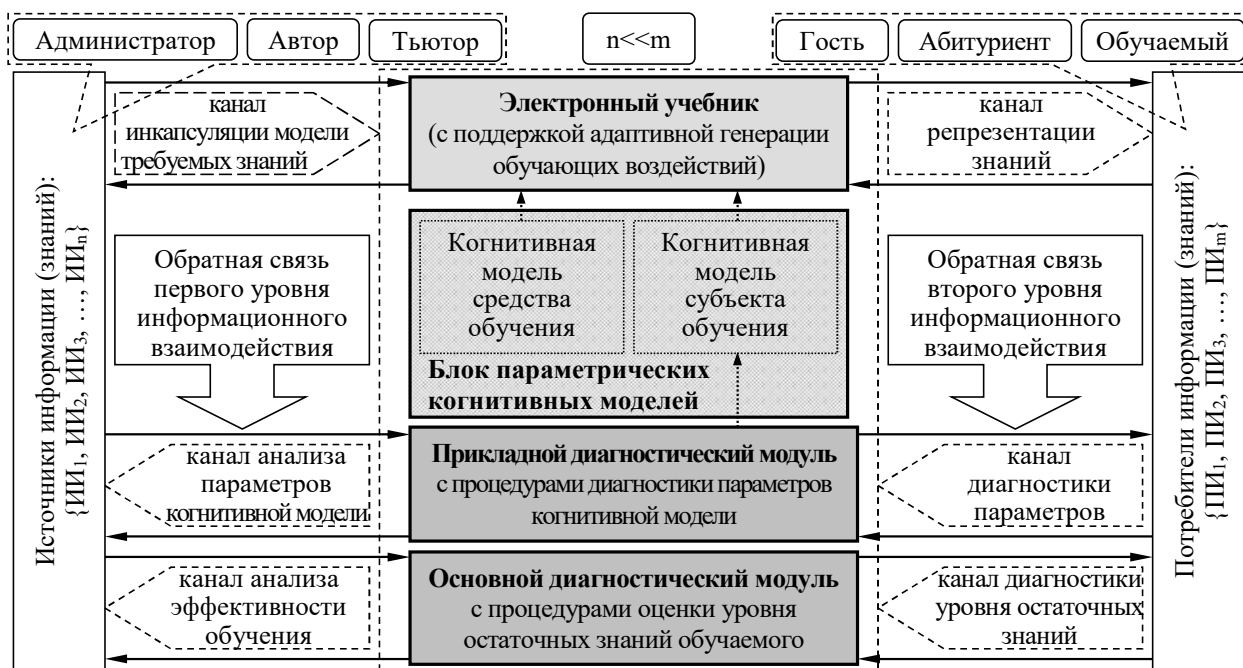 Администратор
Автор
Тьютор
n<<m
Гость
Абитуриент
Обучаемый
Источники информации (знаний):
{ИИ₁, ИИ₂, ИИ₃, …, ИИₙ}
канал
инкапсуляции модели
требуемых знаний
Электронный учебник
(с поддержкой адаптивной генерации
обучающих воздействий)
канал
репрезентации
знаний
Обратная связь
первого уровня
информационного
взаимодействия
Когнитивная
модель
средства
обучения
Когнитивная
модель
субъекта
обучения
Блок параметрических
когнитивных моделей
Обратная связь
второго уровня
информационного
взаимодействия
канал анализа
параметров
когнитивной модели
Прикладной диагностический модуль
с процедурами диагностики параметров
когнитивной модели
канал
диагностики
параметров
канал анализа
эффективности
обучения
Основной диагностический модуль
с процедурами оценки уровня
остаточных знаний обучаемого
канал диагностики
уровня остаточных
знаний
Потребители информации (знаний):
{ПИ₁, ПИ₂, ПИ₃, …, ПИₘ}